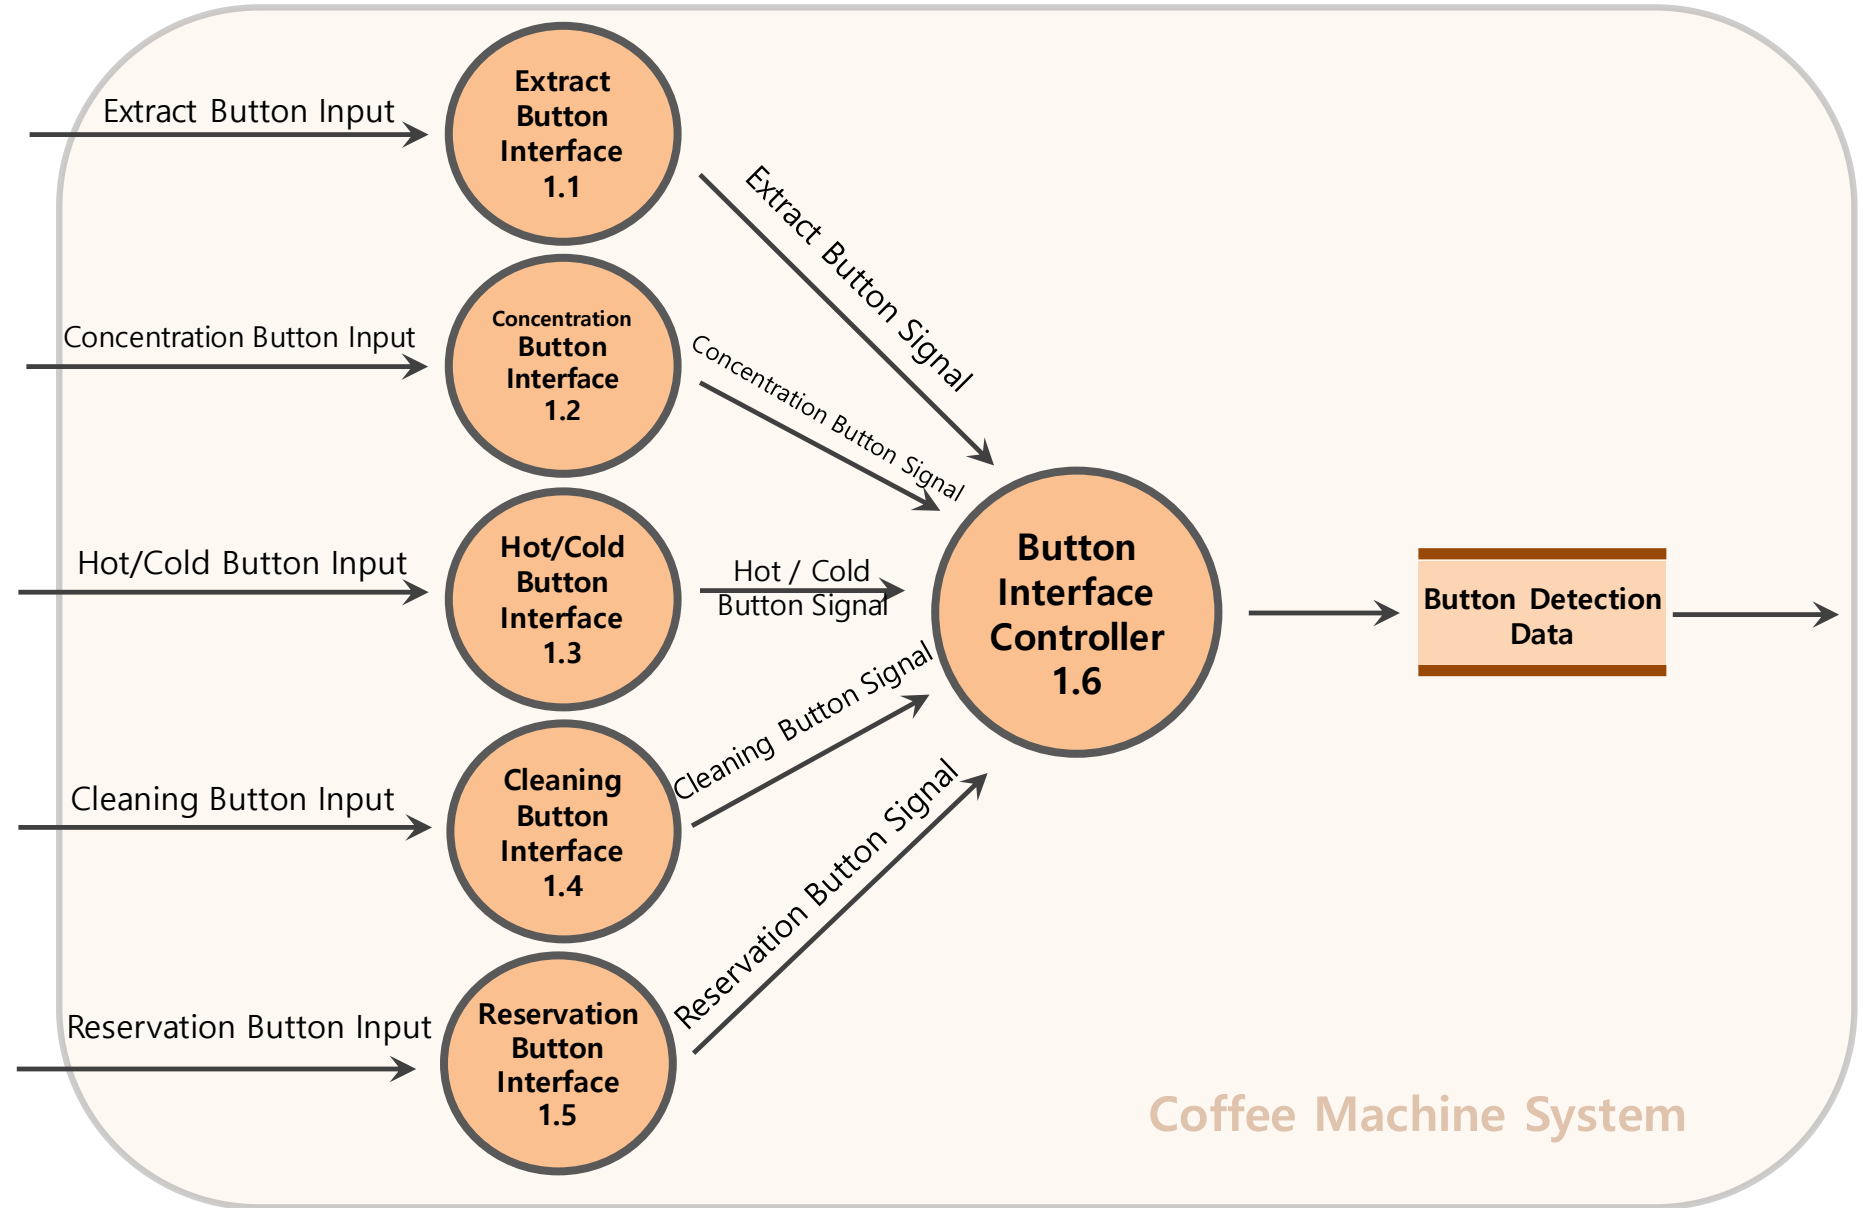 Extract Button Input
Extract
Button
Interface
1.1
Extract Button Signal
Concentration Button Input
Concentration
Button
Interface
1.2
Concentration Button Signal
Hot/Cold Button Input
Hot/Cold
Button
Interface
1.3
Hot / Cold
Button Signal
Button
Interface
Controller
1.6
Button Detection
Data
Cleaning Button Input
Cleaning
Button
Interface
1.4
Cleaning Button Signal
Reservation Button Input
Reservation
Button
Interface
1.5
Reservation Button Signal
Coffee Machine System